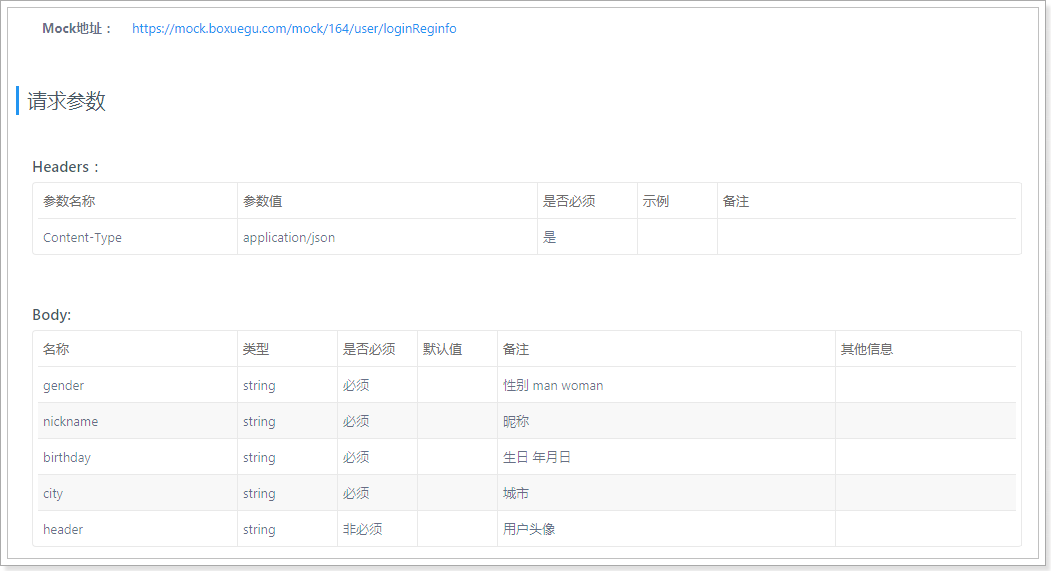 Mock地址： https://mock.boxuegu.com/mock/164/user/loginReginfo
请求参数
Headers：
参数名称 参数值 是否必须 示例 备注
Content-Type application/json 是
Body:
名称 类型 是否必须 默认值 备注 其他信息
gender string 必须 性别 man woman
nickname string 必须 昵称
birthday string 必须 生日 年月日
city string 必须 城市
header string 非必须 用户头像